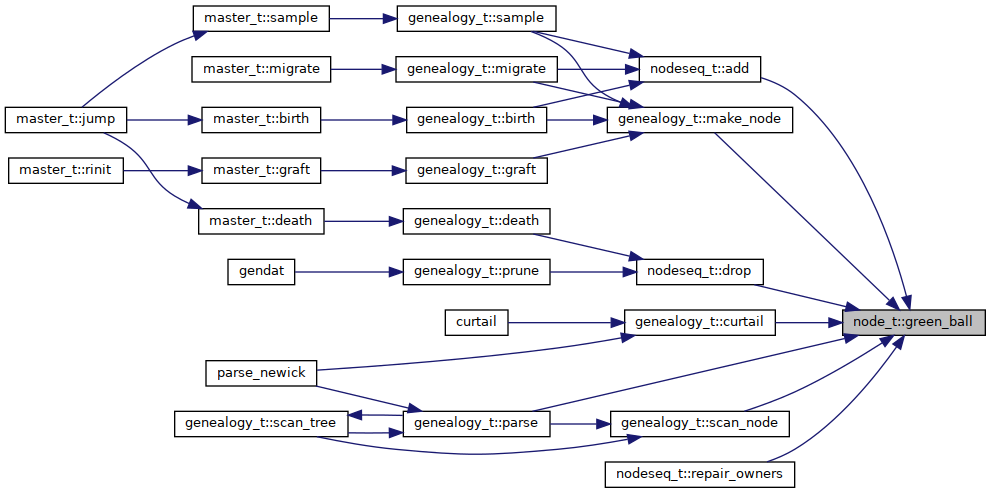 master_t::sample
genealogy_t::sample
master_t::migrate
genealogy_t::migrate
nodeseq_t::add
master_t::jump
master_t::birth
genealogy_t::birth
genealogy_t::make_node
master_t::rinit
master_t::graft
genealogy_t::graft
master_t::death
genealogy_t::death
gendat
genealogy_t::prune
nodeseq_t::drop
curtail
genealogy_t::curtail
node_t::green_ball
parse_newick
genealogy_t::scan_tree
genealogy_t::parse
genealogy_t::scan_node
nodeseq_t::repair_owners